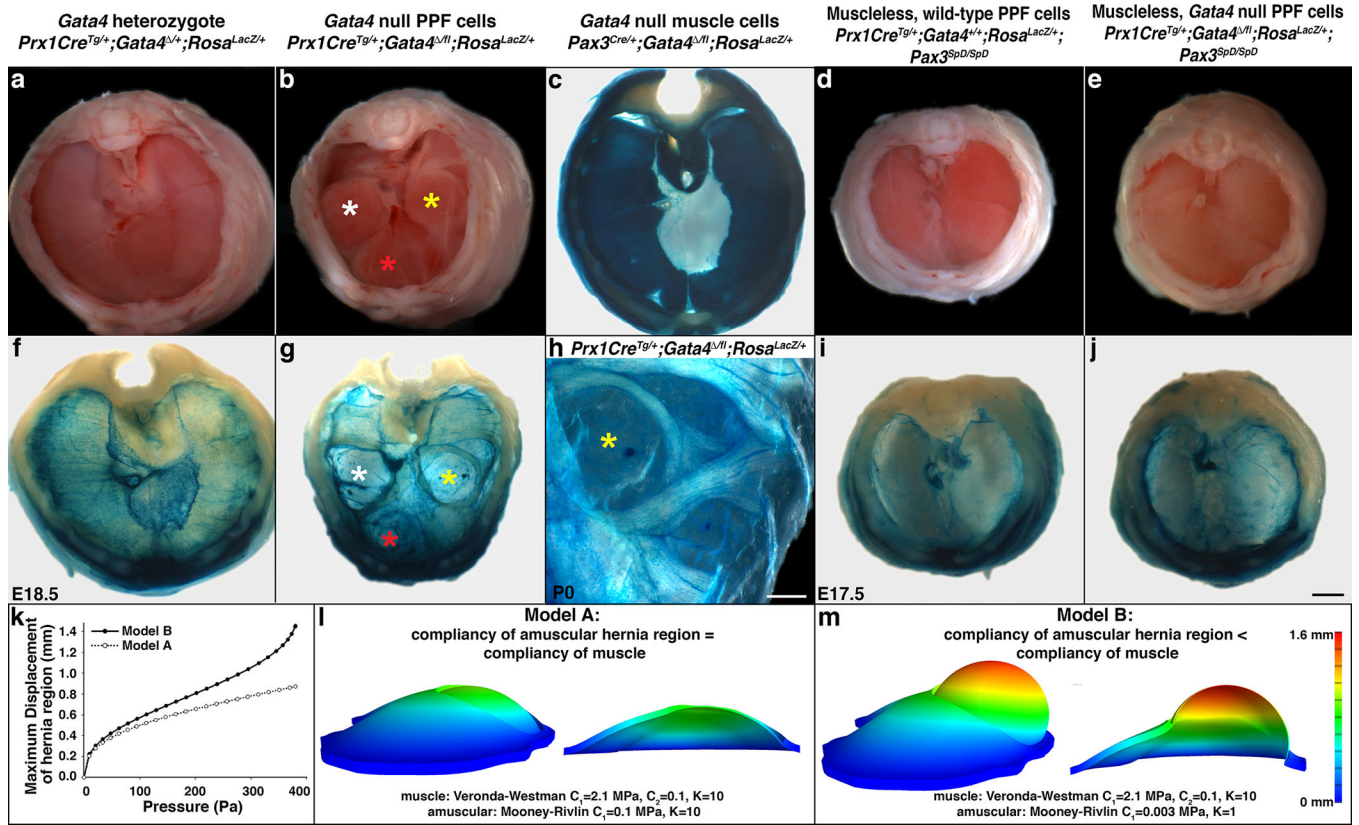 Gata4 heterozygote
Prx1Cre^Tg/+;Gata4^Δ/+;Rosa^LacZ/+
Gata4 null PPF cells
Prx1Cre^Tg/+;Gata4^Δ/fl;Rosa^LacZ/+
Gata4 null muscle cells
Pax3^Cre/+;Gata4^Δ/fl;Rosa^LacZ/+
Muscleless, wild-type PPF cells
Prx1Cre^Tg/+;Gata4^+/+;Rosa^LacZ/+;
Pax3^SpD/SpD
Muscleless, Gata4 null PPF cells
Prx1Cre^Tg/+;Gata4^Δ/fl;Rosa^LacZ/+;
Pax3^SpD/SpD
a
b
*
*
*
c
d
e
f
E18.5
g
*
*
*
h
Prx1Cre^Tg/+;Gata4^Δ/fl;Rosa^LacZ/+
*
P0
i
E17.5
j
k
Maximum Displacement
of hernia region (mm)
1.4
1.2
1.0
0.8
0.6
0.4
0.2
0.0
Model B
Model A
0
100
200
300
400
Pressure (Pa)
l
Model A:
compliancy of amuscular hernia region =
compliancy of muscle
muscle: Veronda-Westman C₁=2.1 MPa, C₂=0.1, K=10
amuscular: Mooney-Rivlin C₁=0.1 MPa, K=10
m
Model B:
compliancy of amuscular hernia region <
compliancy of muscle
1.6 mm
0 mm
muscle: Veronda-Westman C₁=2.1 MPa, C₂=0.1, K=10
amuscular: Mooney-Rivlin C₁=0.003 MPa, K=1